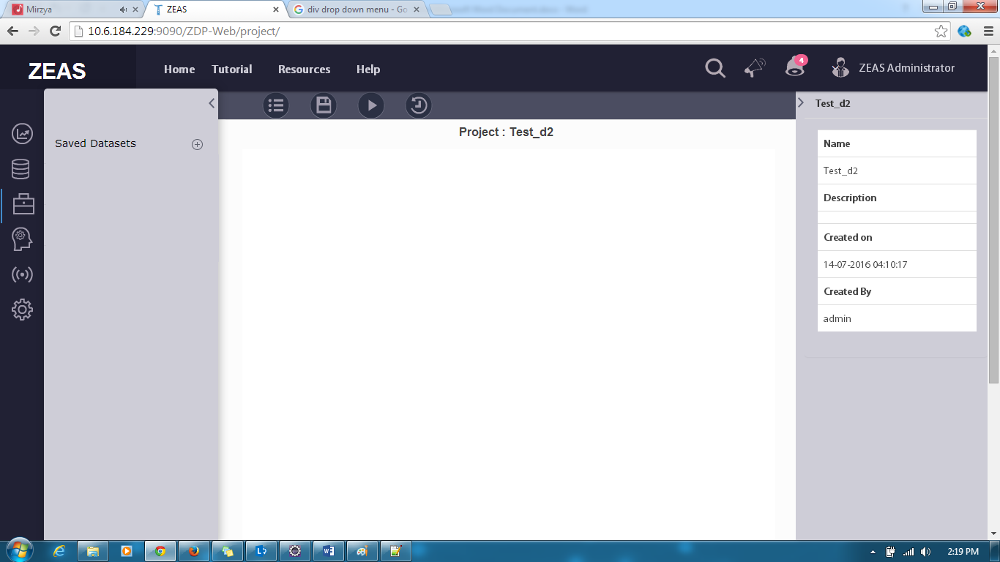 Mirzya
ZEAS
div drop down menu - Go
10.6.184.229:9090/ZDP-Web/project/
ZEAS
Home
Tutorial
Resources
Help
4
ZEAS Administrator
Saved Datasets
Project : Test_d2
Test_d2
Name
Test_d2
Description
Created on
14-07-2016 04:10:17
Created By
admin
2:19 PM